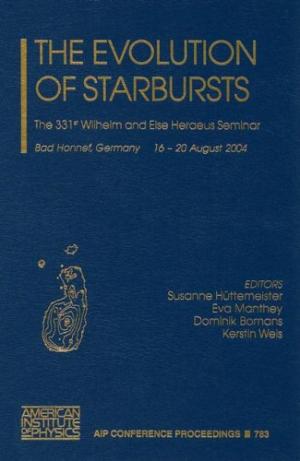 THE EVOLUTION
OF STARBURSTS
The 331st Wilhelm and Else Heraeus Seminar
Bad Honnef, Germany 16 – 20 August 2004
EDITORS
Susanne Hüttemeister
Eva Manthey
Dominik Bomans
Kerstin Weis
AMERICAN
INSTITUTE
OF PHYSICS
AIP CONFERENCE PROCEEDINGS ■ 783